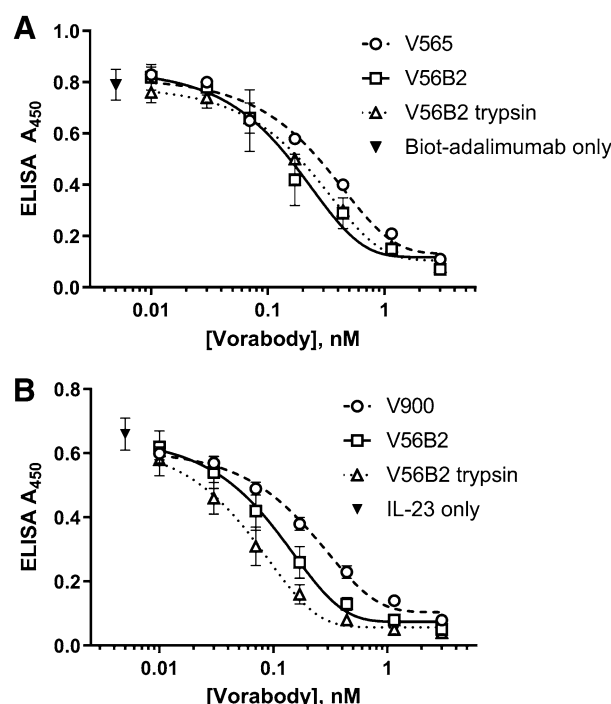 A
1.0
0.8
0.6
0.4
0.2
0.0
ELISA A450
0.01 0.1 1
[Vorabody], nM
V565
V56B2
V56B2 trypsin
Biot-adalimumab only
B
0.8
0.6
0.4
0.2
0.0
ELISA A450
0.01 0.1 1
[Vorabody], nM
V900
V56B2
V56B2 trypsin
IL-23 only